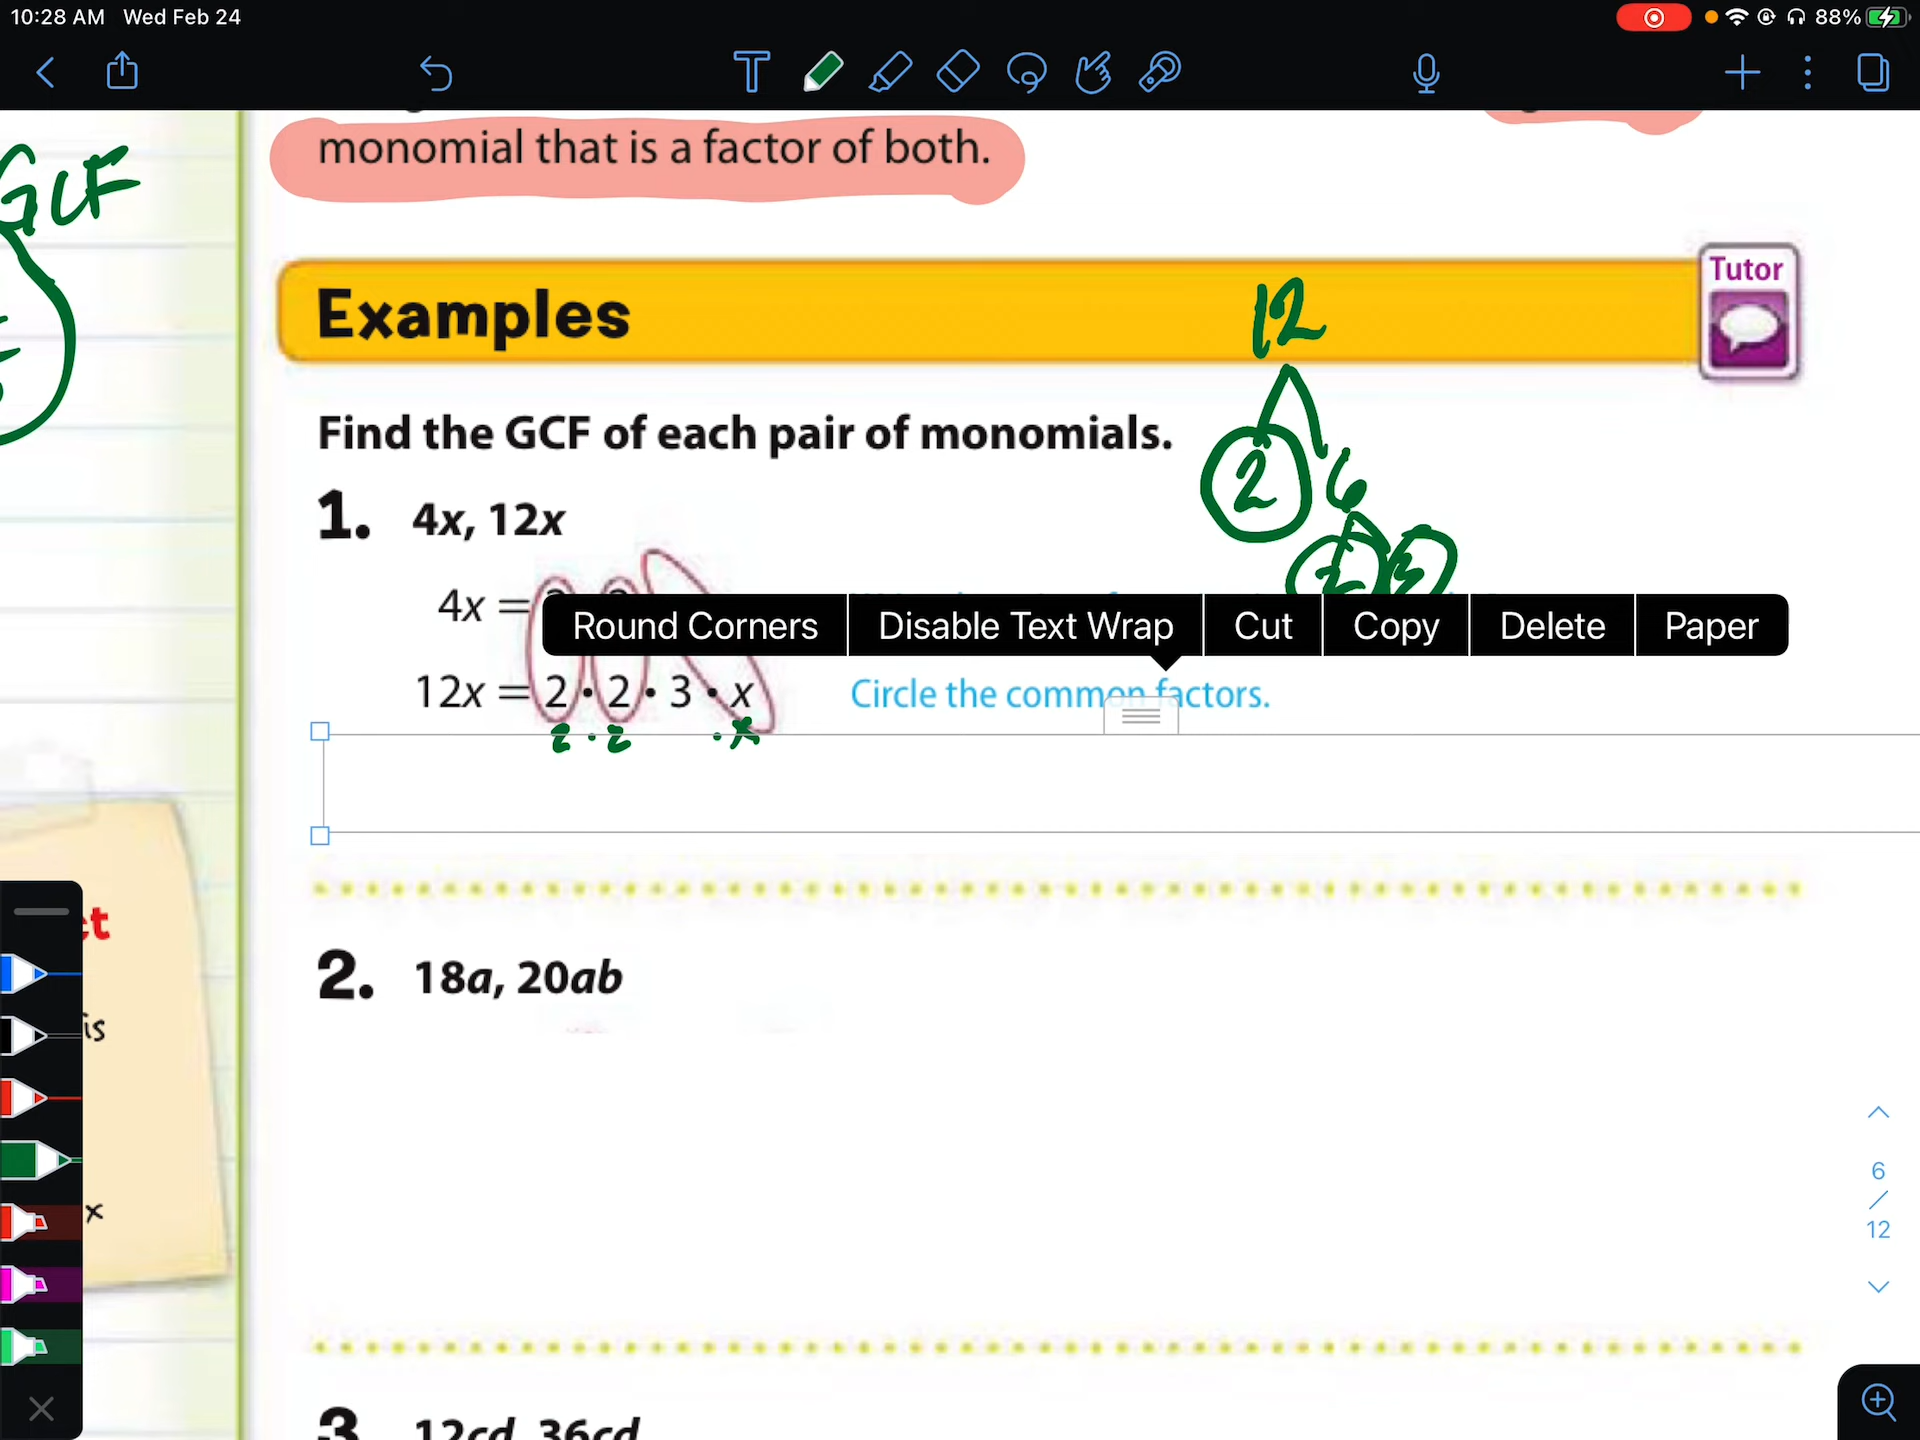 10:28 AM Wed Feb 24
88%
T
GCF
monomial that is a factor of both.
Examples
Tutor
12
Find the GCF of each pair of monomials.
2 6
2 3
1. 4x, 12x
4x =
Round Corners Disable Text Wrap Cut Copy Delete Paper
12x = 2 · 2 · 3 · x Circle the common factors.
2 · 2 · x
2. 18a, 20ab
is
x
6
/
12
3. 12cd, 36cd